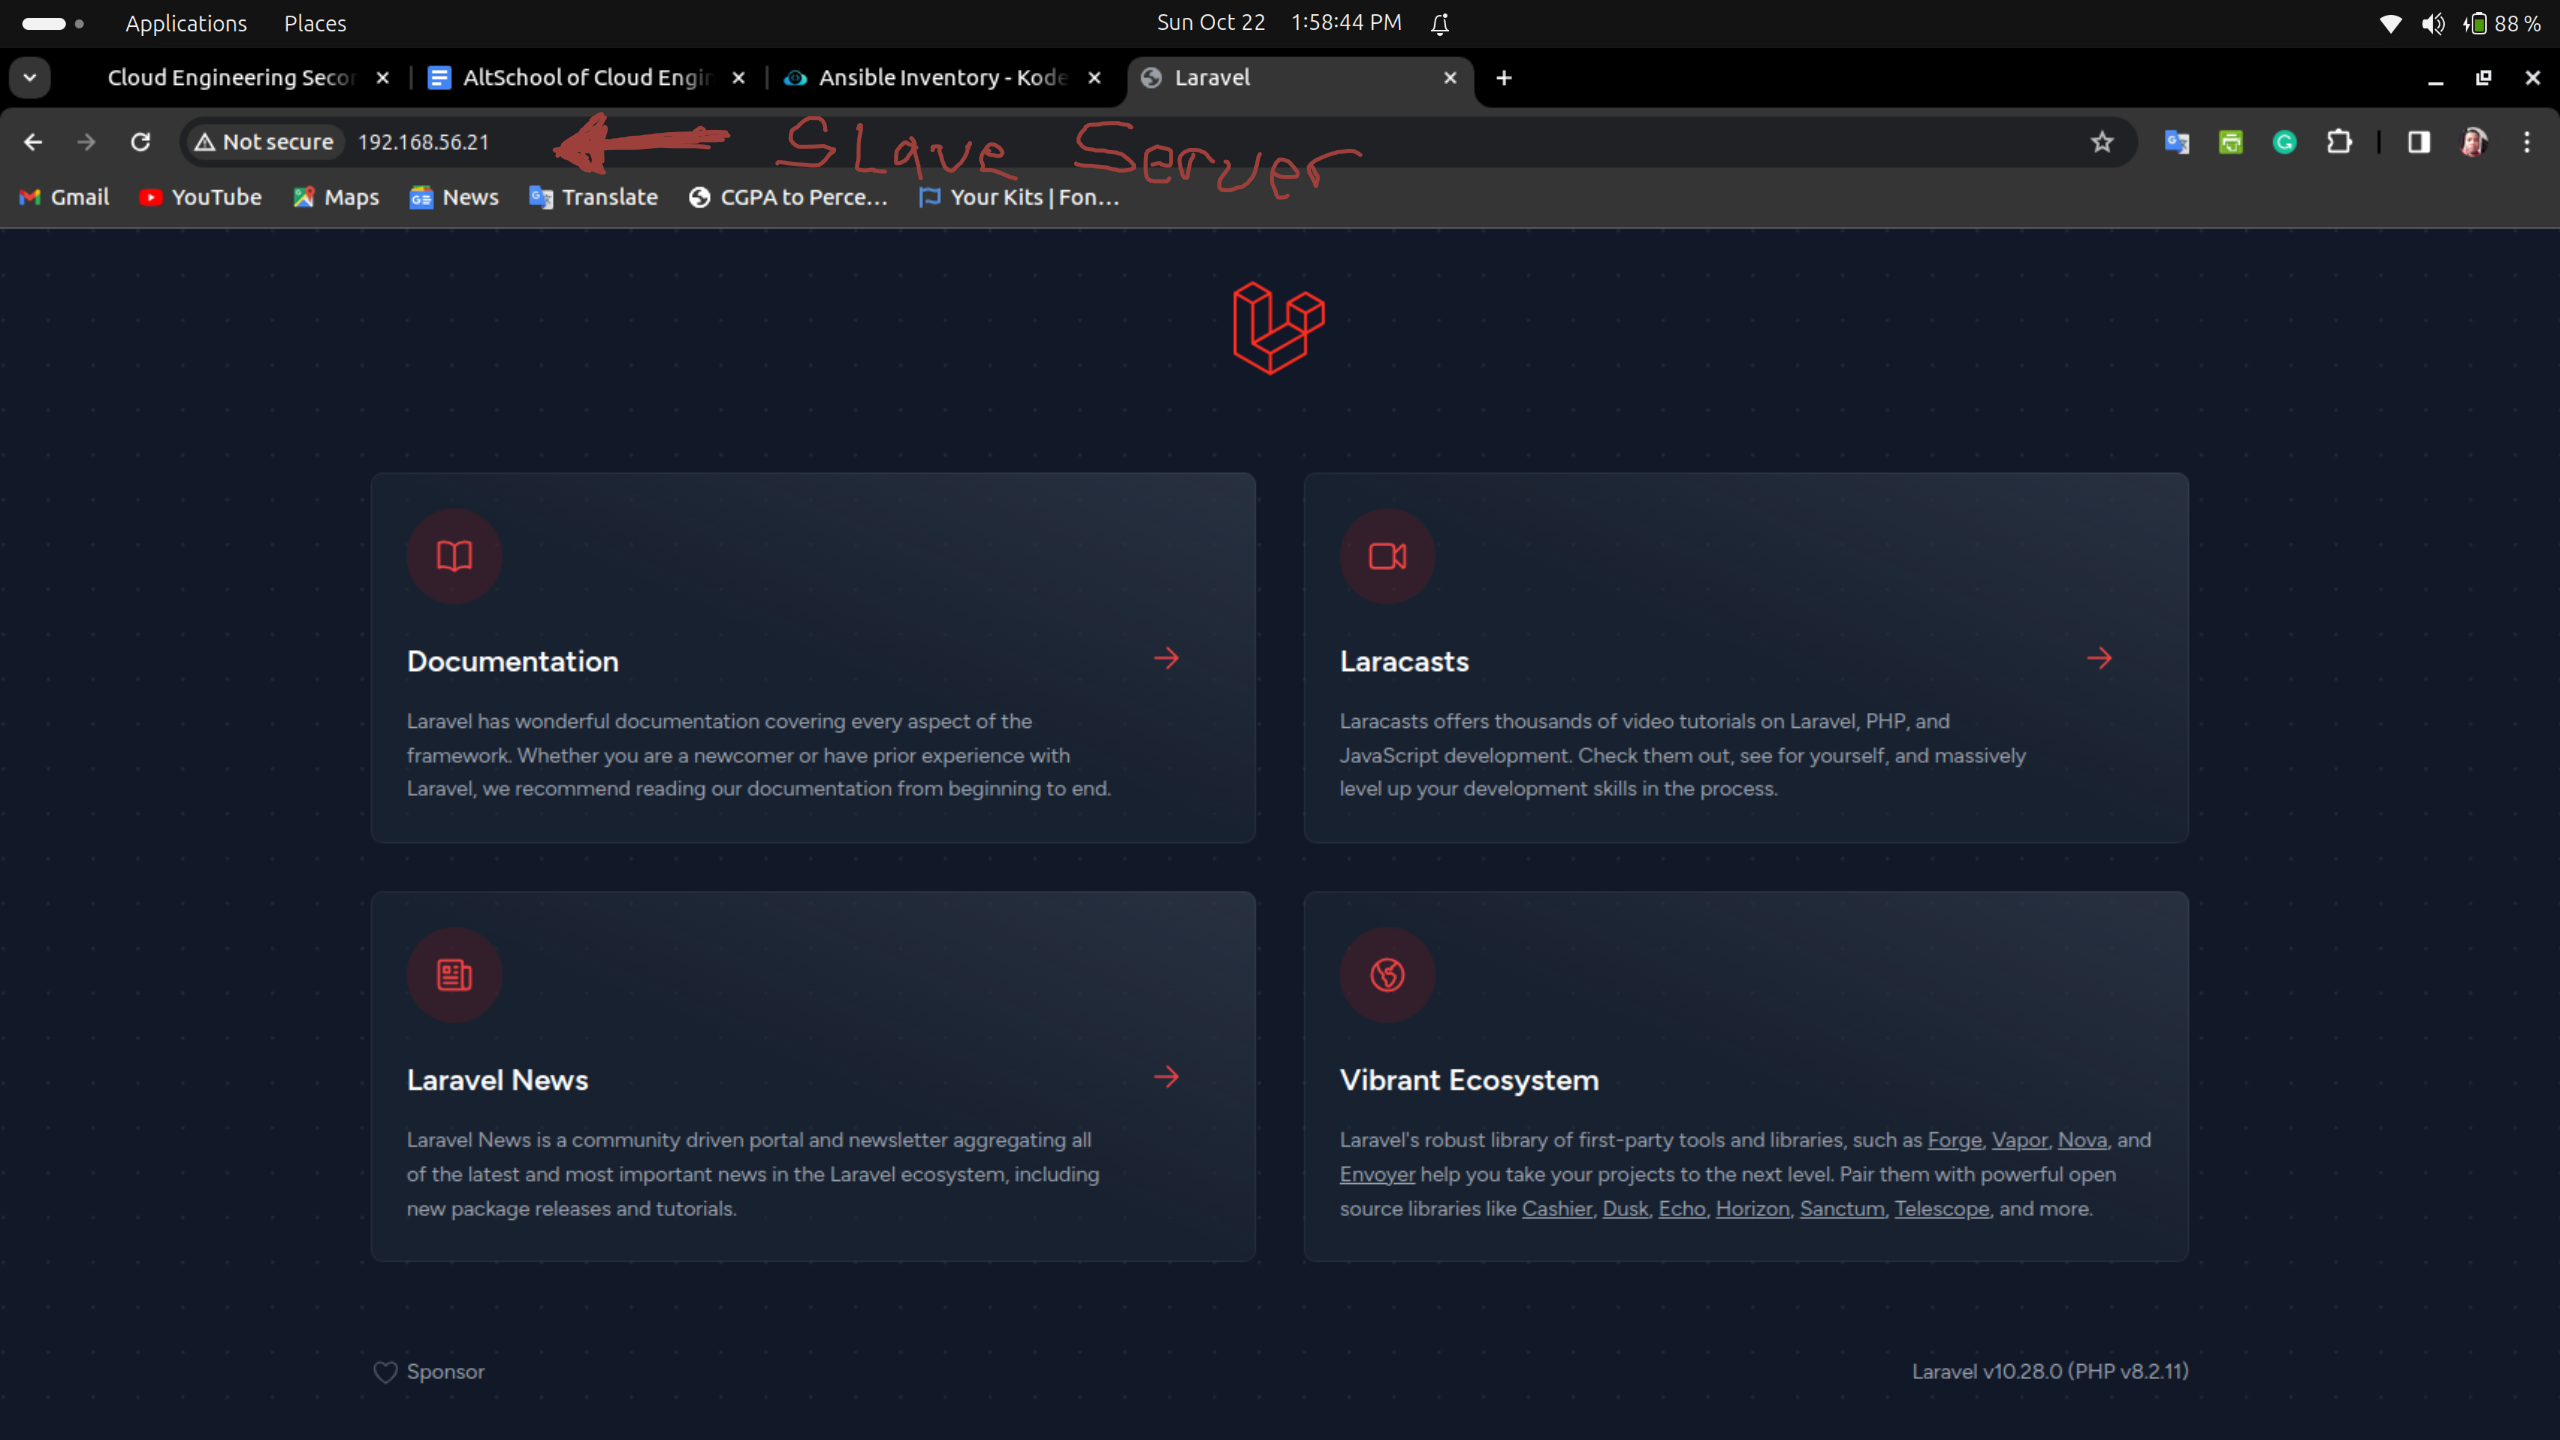 Applications Places Sun Oct 22 1:58:44 PM 88 %
Cloud Engineering Secor AltSchool of Cloud Engin Ansible Inventory - Kode Laravel
Not secure 192.168.56.21 Slave Server
Gmail YouTube Maps News Translate CGPA to Perce... Your Kits | Fon...
Documentation
Laravel has wonderful documentation covering every aspect of the
framework. Whether you are a newcomer or have prior experience with
Laravel, we recommend reading our documentation from beginning to end.
Laracasts
Laracasts offers thousands of video tutorials on Laravel, PHP, and
JavaScript development. Check them out, see for yourself, and massively
level up your development skills in the process.
Laravel News
Laravel News is a community driven portal and newsletter aggregating all
of the latest and most important news in the Laravel ecosystem, including
new package releases and tutorials.
Vibrant Ecosystem
Laravel's robust library of first-party tools and libraries, such as Forge, Vapor, Nova, and
Envoyer help you take your projects to the next level. Pair them with powerful open
source libraries like Cashier, Dusk, Echo, Horizon, Sanctum, Telescope, and more.
Sponsor
Laravel v10.28.0 (PHP v8.2.11)